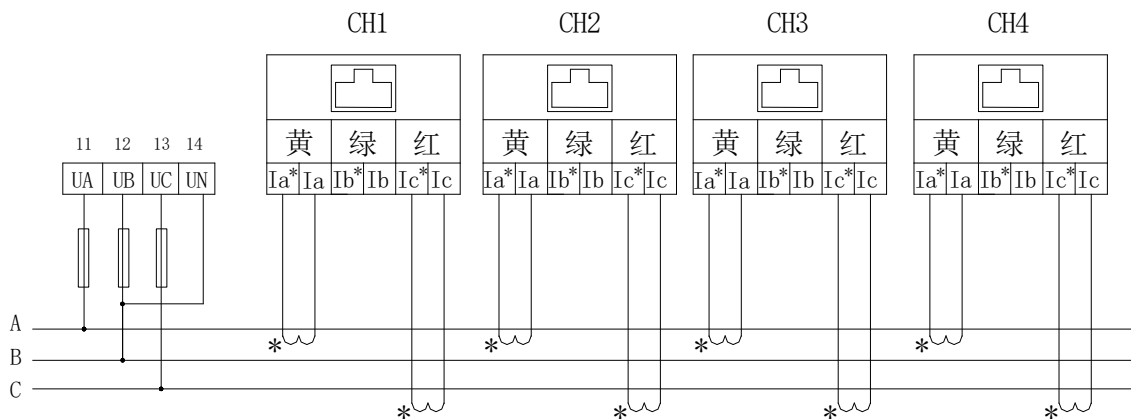 CH1 CH2 CH3 CH4
黄 绿 红 黄 绿 红 黄 绿 红 黄 绿 红
11 12 13 14
UA UB UC UN
Ia* Ia Ib* Ib Ic* Ic Ia* Ia Ib* Ib Ic* Ic Ia* Ia Ib* Ib Ic* Ic Ia* Ia Ib* Ib Ic* Ic
A
* * * *
B
C
* * * *